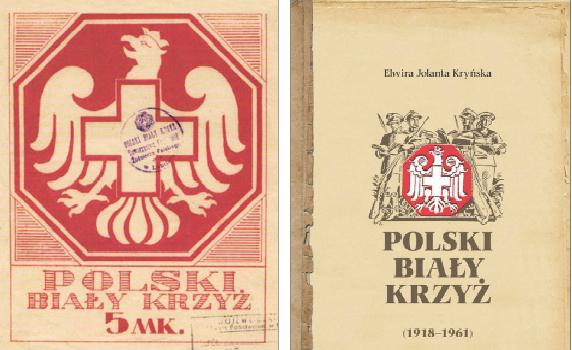 POLSKI
BIAŁY KRZYŻ
5 MK.
Elwira Jolanta Kryńska
POLSKI
BIAŁY
KRZYŻ
(1918–1961)